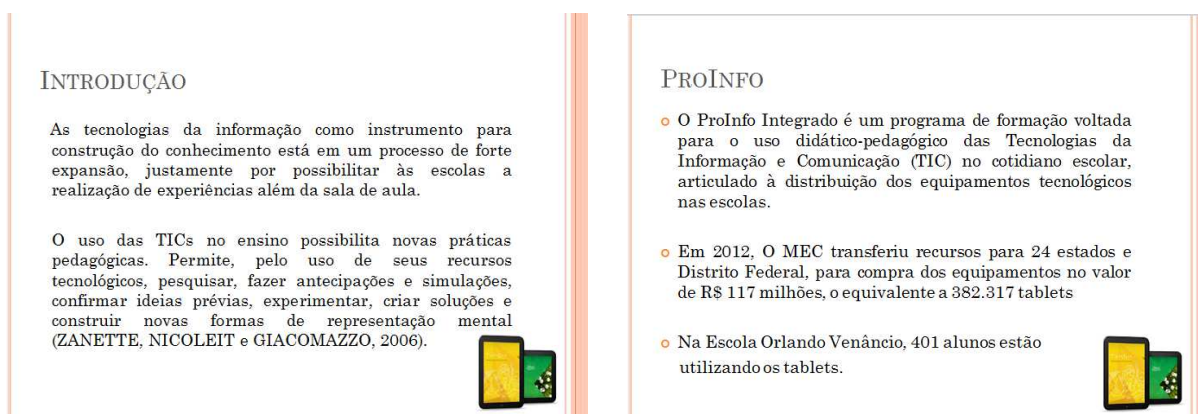 INTRODUÇÃO
As tecnologias da informação como instrumento para
construção do conhecimento está em um processo de forte
expansão, justamente por possibilitar às escolas a
realização de experiências além da sala de aula.
O uso das TICs no ensino possibilita novas práticas
pedagógicas. Permite, pelo uso de seus recursos
tecnológicos, pesquisar, fazer antecipações e simulações,
confirmar ideias prévias, experimentar, criar soluções e
construir novas formas de representação mental
(ZANETTE, NICOLEIT e GIACOMAZZO, 2006).
PROINFO
O ProInfo Integrado é um programa de formação voltada
para o uso didático-pedagógico das Tecnologias da
Informação e Comunicação (TIC) no cotidiano escolar,
articulado à distribuição dos equipamentos tecnológicos
nas escolas.
Em 2012, O MEC transferiu recursos para 24 estados e
Distrito Federal, para compra dos equipamentos no valor
de R$ 117 milhões, o equivalente a 382.317 tablets
Na Escola Orlando Venâncio, 401 alunos estão
utilizando os tablets.